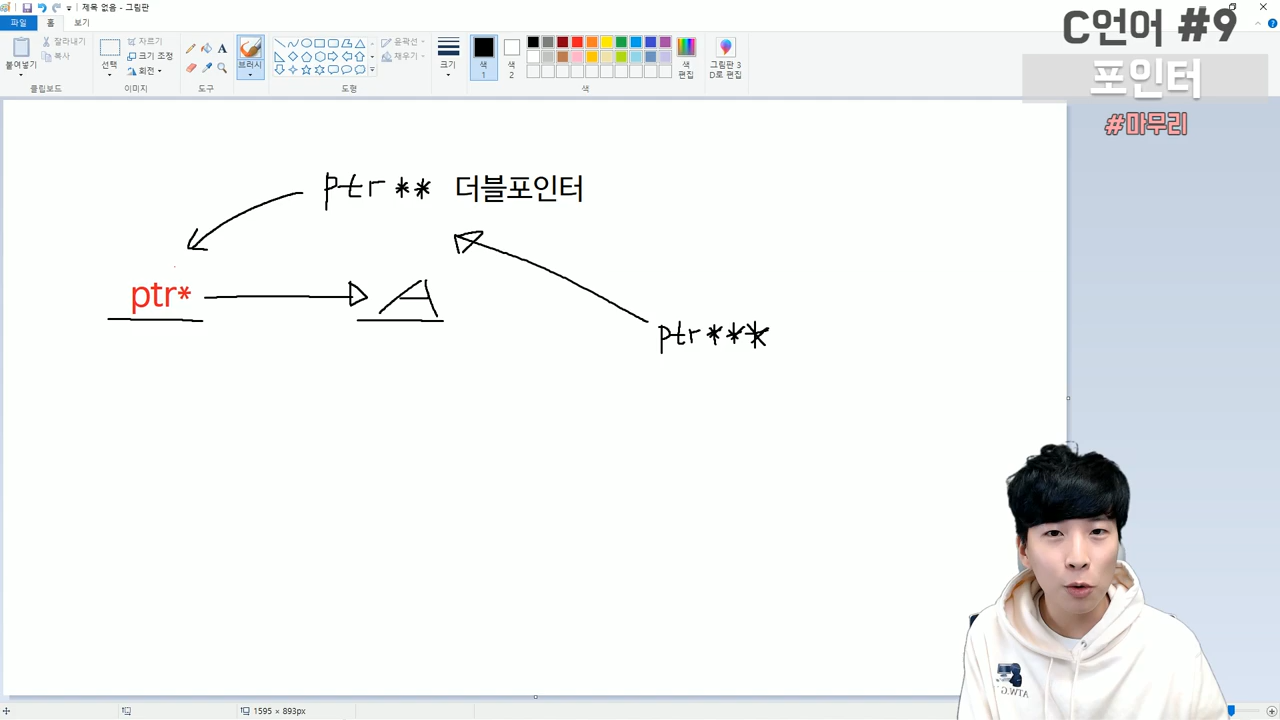 제목 없음 - 그림판
파일 홈 보기
C언어 #9
포인터
#마무리
붙여넣기 잘라내기 복사 클립보드
선택 자르기 크기 조정 회전 이미지
A 도구
브러시
윤곽선 채우기 도형
크기
색 1
색 2
색 편집
색
그림판 3D로 편집
ptr** 더블포인터
ptr* A
ptr***
ATW.G
1595 × 893px